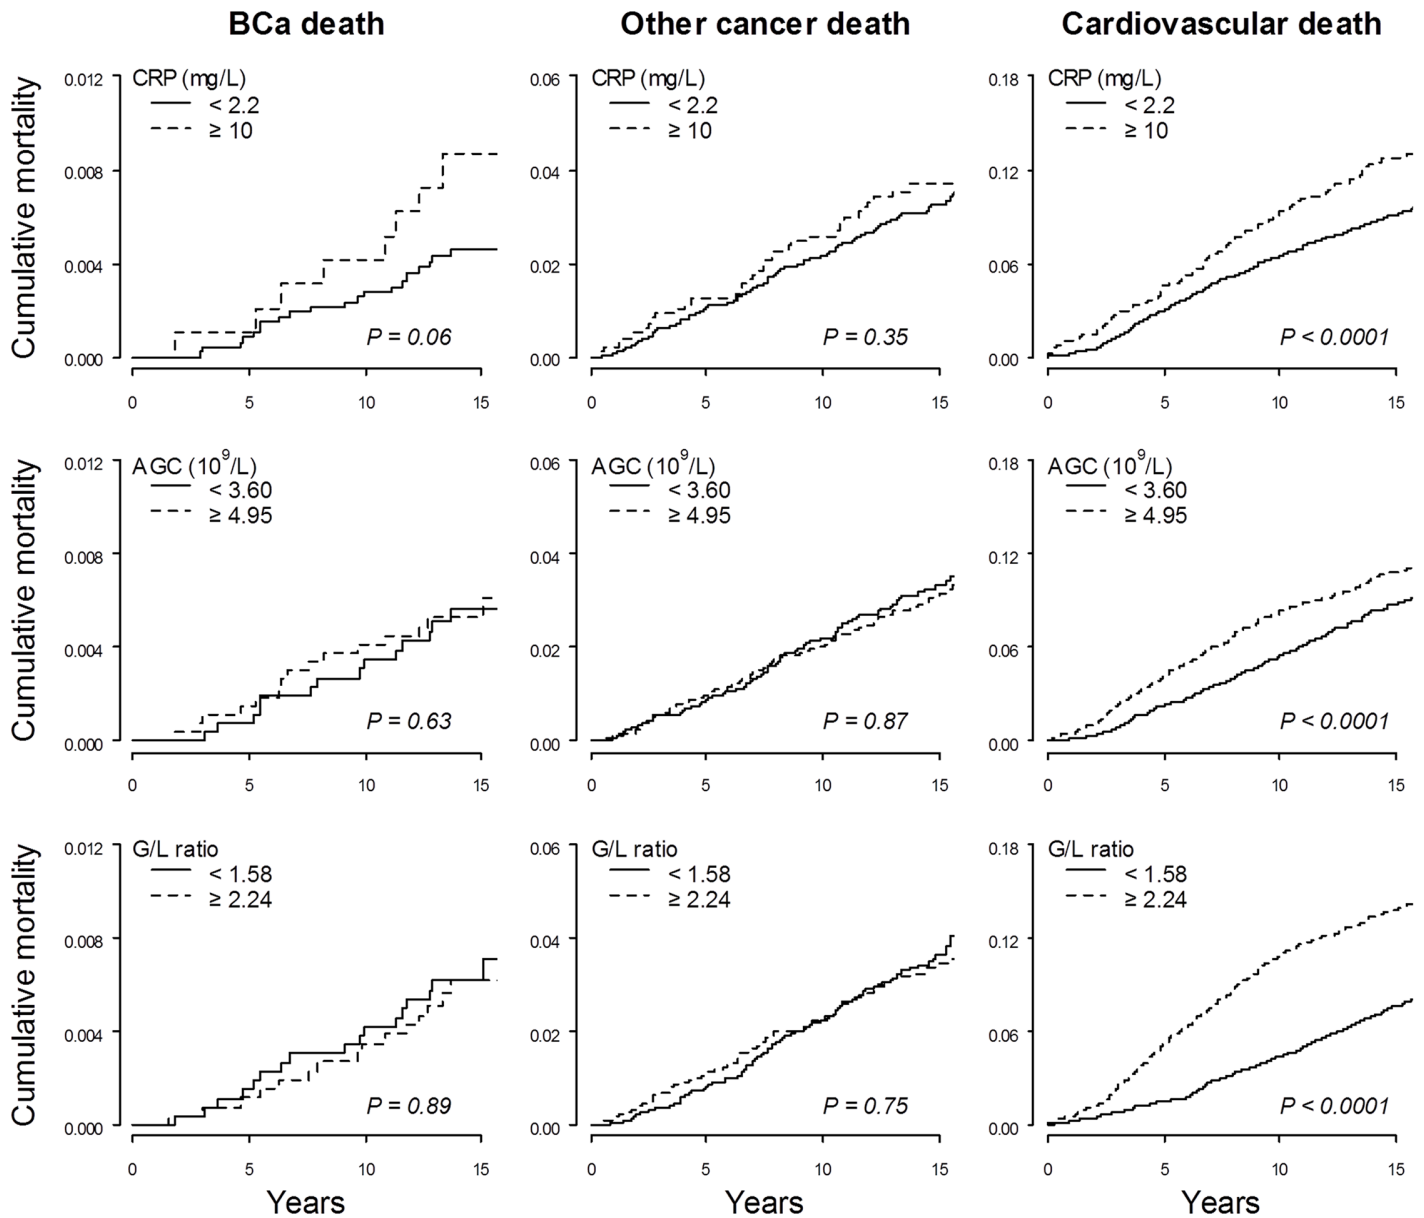 BCa death Other cancer death Cardiovascular death
Cumulative mortality
0.012
0.008
0.004
0.000
CRP (mg/L)
< 2.2
≥ 10
P = 0.06
0 5 10 15
0.06
0.04
0.02
0.00
CRP (mg/L)
< 2.2
≥ 10
P = 0.35
0 5 10 15
0.18
0.12
0.06
0.00
CRP (mg/L)
< 2.2
≥ 10
P < 0.0001
0 5 10 15
Cumulative mortality
0.012
0.008
0.004
0.000
AGC (10⁹/L)
< 3.60
≥ 4.95
P = 0.63
0 5 10 15
0.06
0.04
0.02
0.00
AGC (10⁹/L)
< 3.60
≥ 4.95
P = 0.87
0 5 10 15
0.18
0.12
0.06
0.00
AGC (10⁹/L)
< 3.60
≥ 4.95
P < 0.0001
0 5 10 15
Cumulative mortality
0.012
0.008
0.004
0.000
G/L ratio
< 1.58
≥ 2.24
P = 0.89
0 5 10 15
Years
0.06
0.04
0.02
0.00
G/L ratio
< 1.58
≥ 2.24
P = 0.75
0 5 10 15
Years
0.18
0.12
0.06
0.00
G/L ratio
< 1.58
≥ 2.24
P < 0.0001
0 5 10 15
Years